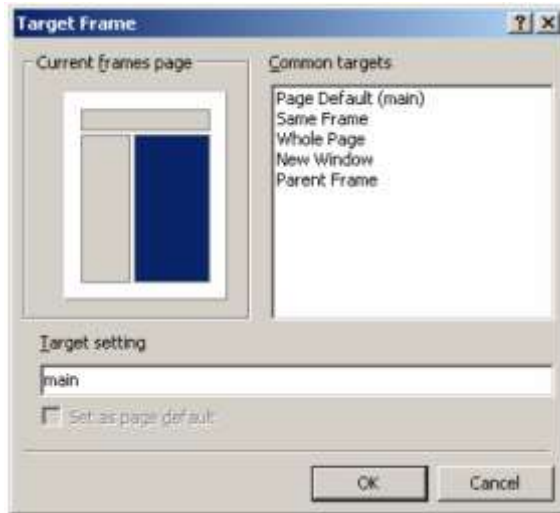 Target Frame
Current frames page
Common targets
Page Default (main)
Same Frame
Whole Page
New Window
Parent Frame
Target setting
main
Set as page default
OK
Cancel